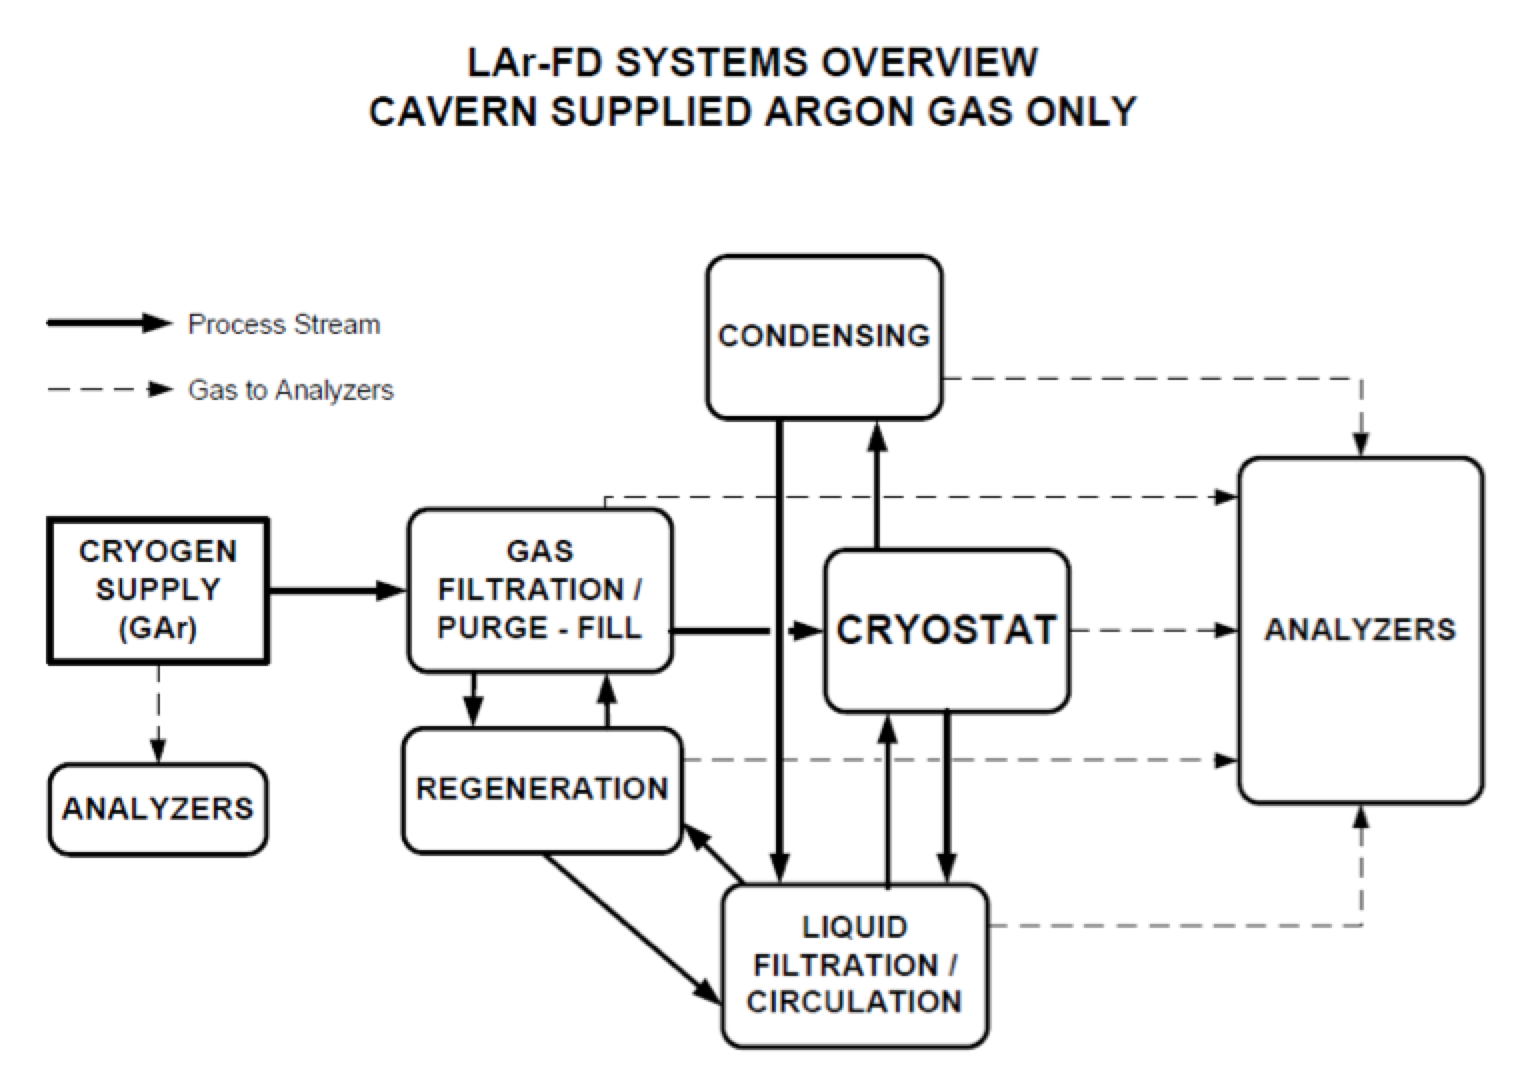 LAr-FD SYSTEMS OVERVIEW
CAVERN SUPPLIED ARGON GAS ONLY
Process Stream
Gas to Analyzers
CONDENSING
CRYOGEN
SUPPLY
(GAr)
GAS
FILTRATION /
PURGE - FILL
CRYOSTAT
ANALYZERS
ANALYZERS
REGENERATION
LIQUID
FILTRATION /
CIRCULATION